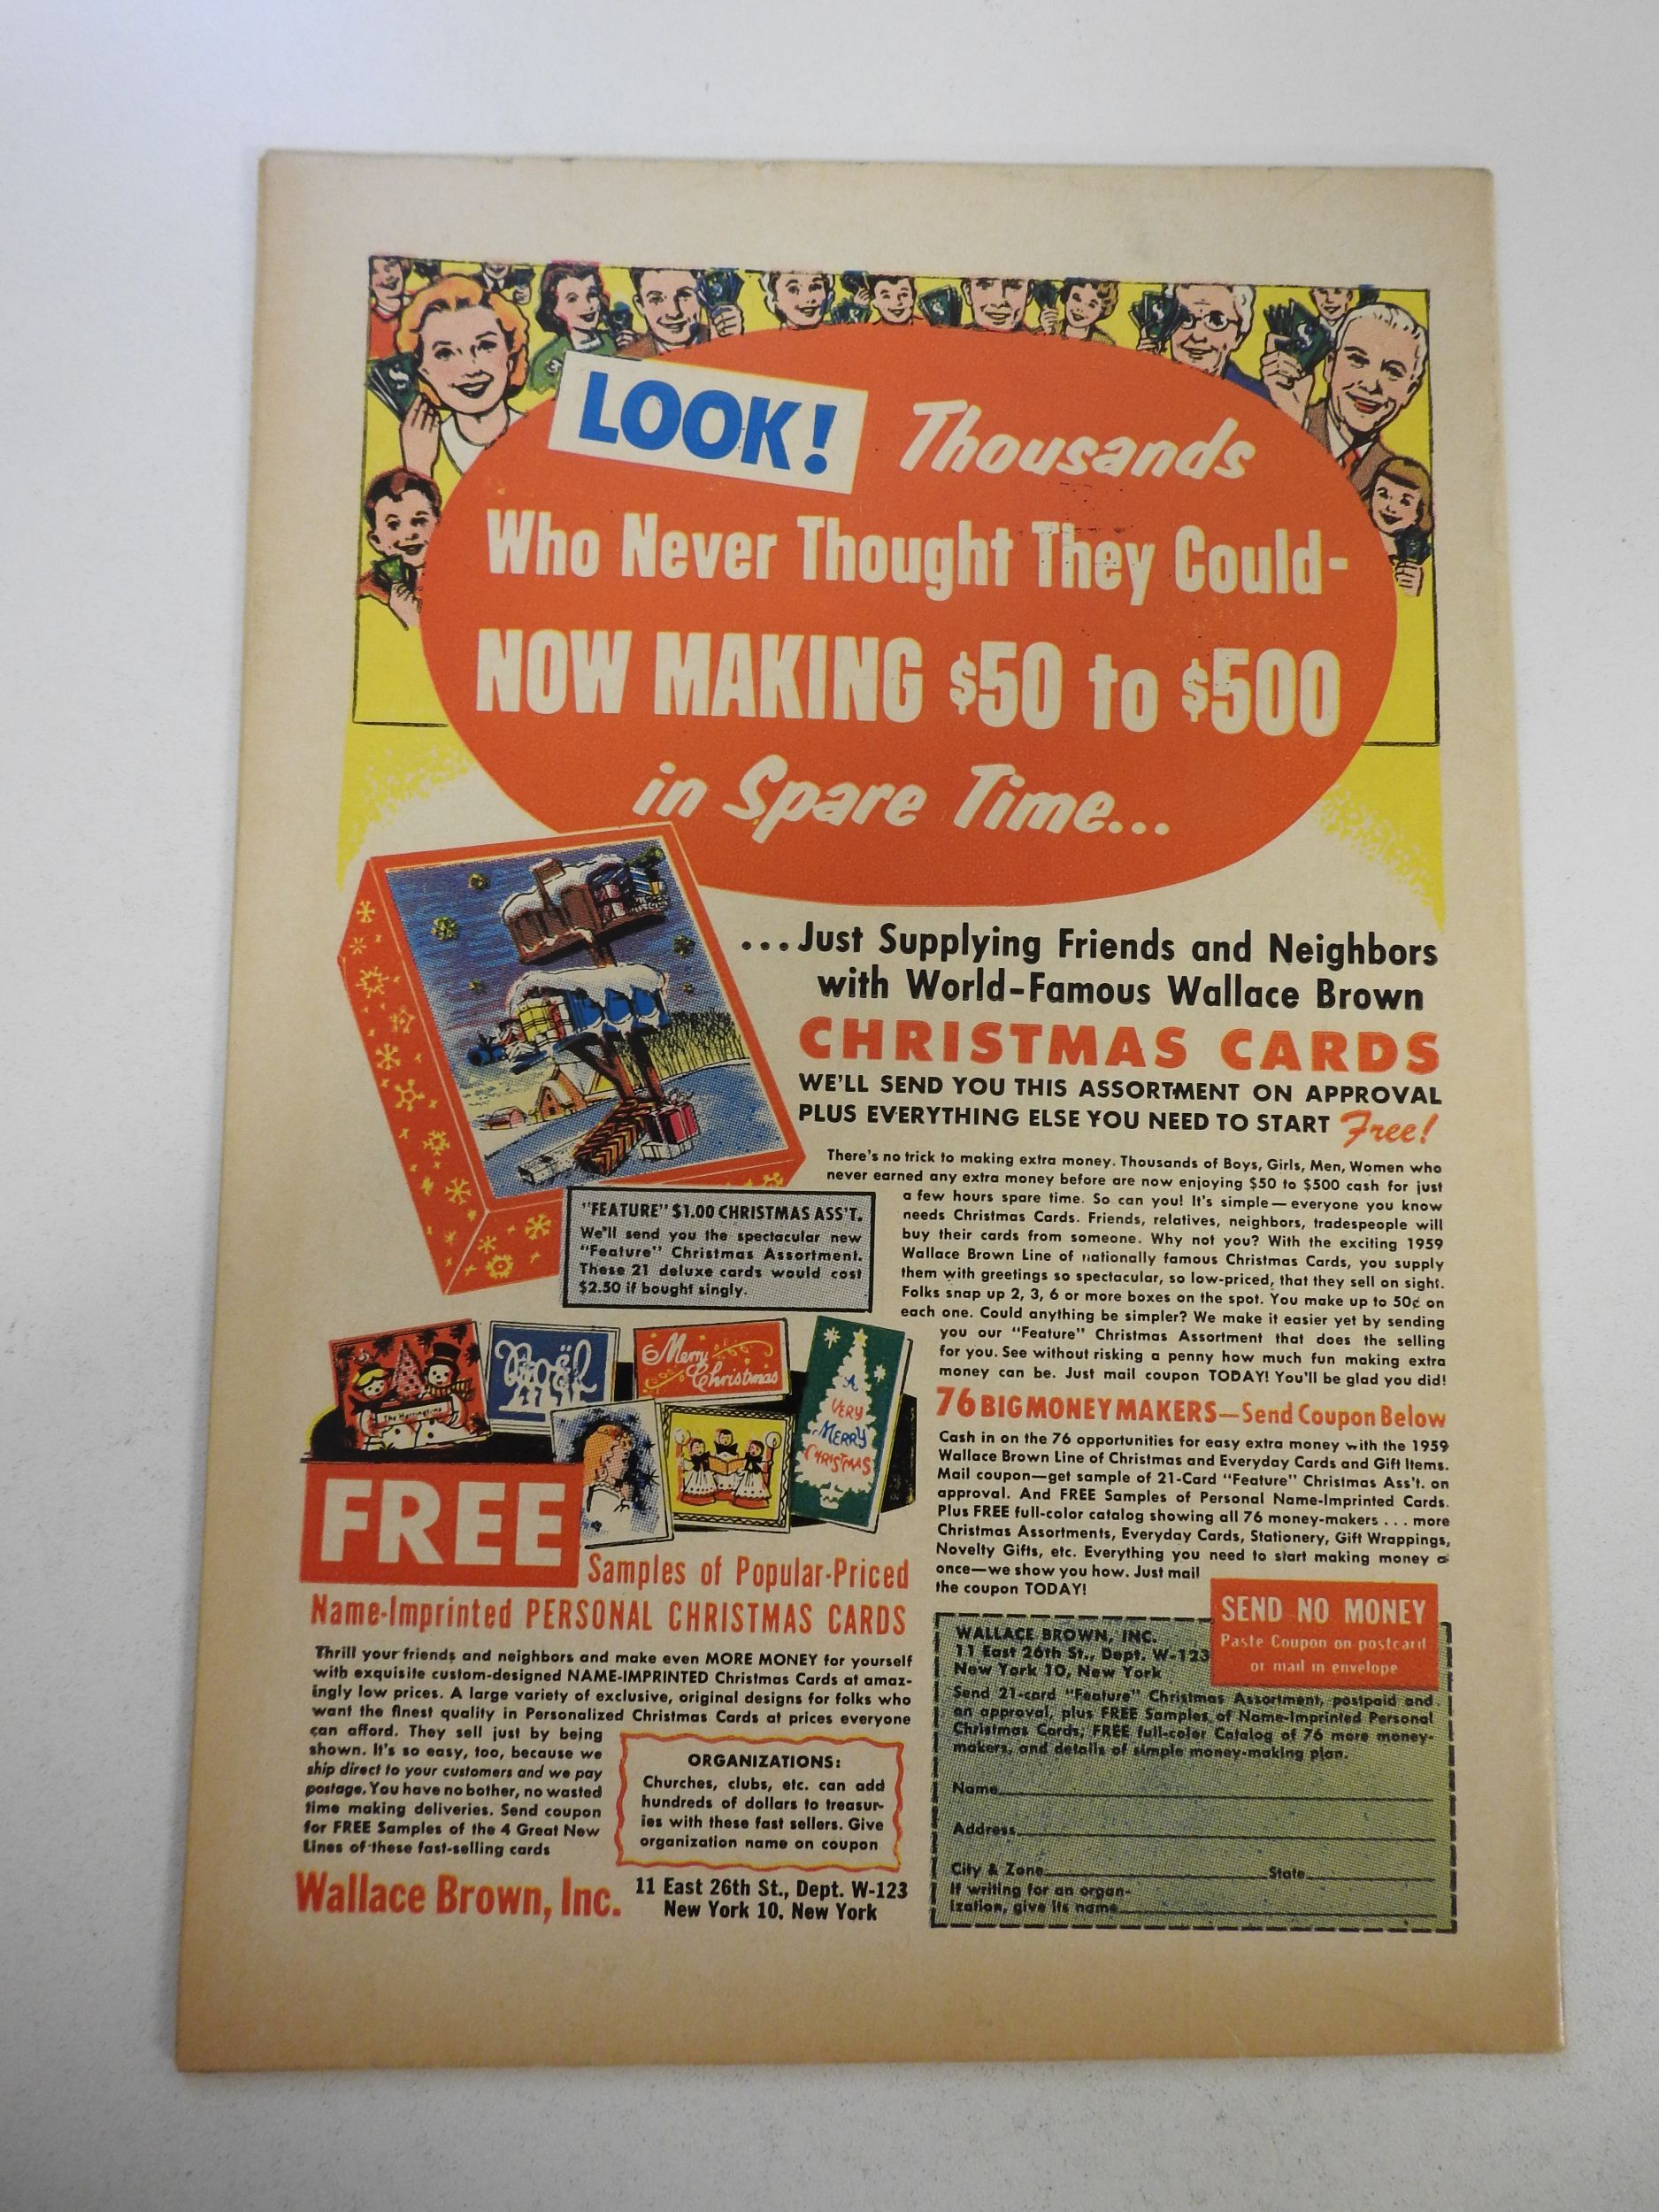 LOOK! Thousands
Who Never Thought They Could-
NOW MAKING $50 to $500
in Spare Time...
...Just Supplying Friends and Neighbors
with World-Famous Wallace Brown
CHRISTMAS CARDS
WE'LL SEND YOU THIS ASSORTMENT ON APPROVAL
PLUS EVERYTHING ELSE YOU NEED TO START Free!
There's no trick to making extra money. Thousands of Boys, Girls, Men, Women who
never earned any extra money before are now enjoying $50 to $500 cash for just
a few hours spare time. So can you! It's simple—everyone you know
needs Christmas Cards. Friends, relatives, neighbors, tradespeople will
buy their cards from someone. Why not you? With the exciting 1959
Wallace Brown Line of nationally famous Christmas Cards, you supply
them with greetings so spectacular, so low-priced, that they sell on sight.
Folks snap up 2, 3, 6 or more boxes on the spot. You make up to 50¢ on
each one. Could anything be simpler? We make it easier yet by sending
you our "Feature" Christmas Assortment that does the selling
for you. See without risking a penny how much fun making extra
money can be. Just mail coupon TODAY! You'll be glad you did!
"FEATURE" $1.00 CHRISTMAS ASS'T.
We'll send you the spectacular new
"Feature" Christmas Assortment.
These 21 deluxe cards would cost
$2.50 if bought singly.
76 BIG MONEY MAKERS—Send Coupon Below
Cash in on the 76 opportunities for easy extra money with the 1959
Wallace Brown Line of Christmas and Everyday Cards and Gift Items.
Mail coupon—get sample of 21-Card "Feature" Christmas Ass't. on
approval. And FREE Samples of Personal Name-Imprinted Cards.
Plus FREE full-color catalog showing all 76 money-makers . . . more
Christmas Assortments, Everyday Cards, Stationery, Gift Wrappings,
Novelty Gifts, etc. Everything you need to start making money a
once—we show you how. Just mail
the coupon TODAY!
The Harringtons
Noël
Merry
Christmas
A
VERY
MERRY
CHRISTMAS
FREE
Samples of Popular-Priced
Name-Imprinted PERSONAL CHRISTMAS CARDS
Thrill your friends and neighbors and make even MORE MONEY for yourself
with exquisite custom-designed NAME-IMPRINTED Christmas Cards at amaz-
ingly low prices. A large variety of exclusive, original designs for folks who
want the finest quality in Personalized Christmas Cards at prices everyone
can afford. They sell just by being
shown. It's so easy, too, because we
ship direct to your customers and we pay
postage. You have no bother, no wasted
time making deliveries. Send coupon
for FREE Samples of the 4 Great New
Lines of these fast-selling cards
ORGANIZATIONS:
Churches, clubs, etc. can add
hundreds of dollars to treasur-
ies with these fast sellers. Give
organization name on coupon
Wallace Brown, Inc.
11 East 26th St., Dept. W-123
New York 10, New York
SEND NO MONEY
Paste Coupon on postcard
or mail in envelope
WALLACE BROWN, INC.
11 East 26th St., Dept. W-123
New York 10, New York
Send 21-card "Feature" Christmas Assortment, postpaid and
on approval, plus FREE Samples of Name-Imprinted Personal
Christmas Cards, FREE full-color Catalog of 76 more money-
makers, and details of simple money-making plan.
Name
Address
City & Zone State
If writing for an organ-
ization, give its name